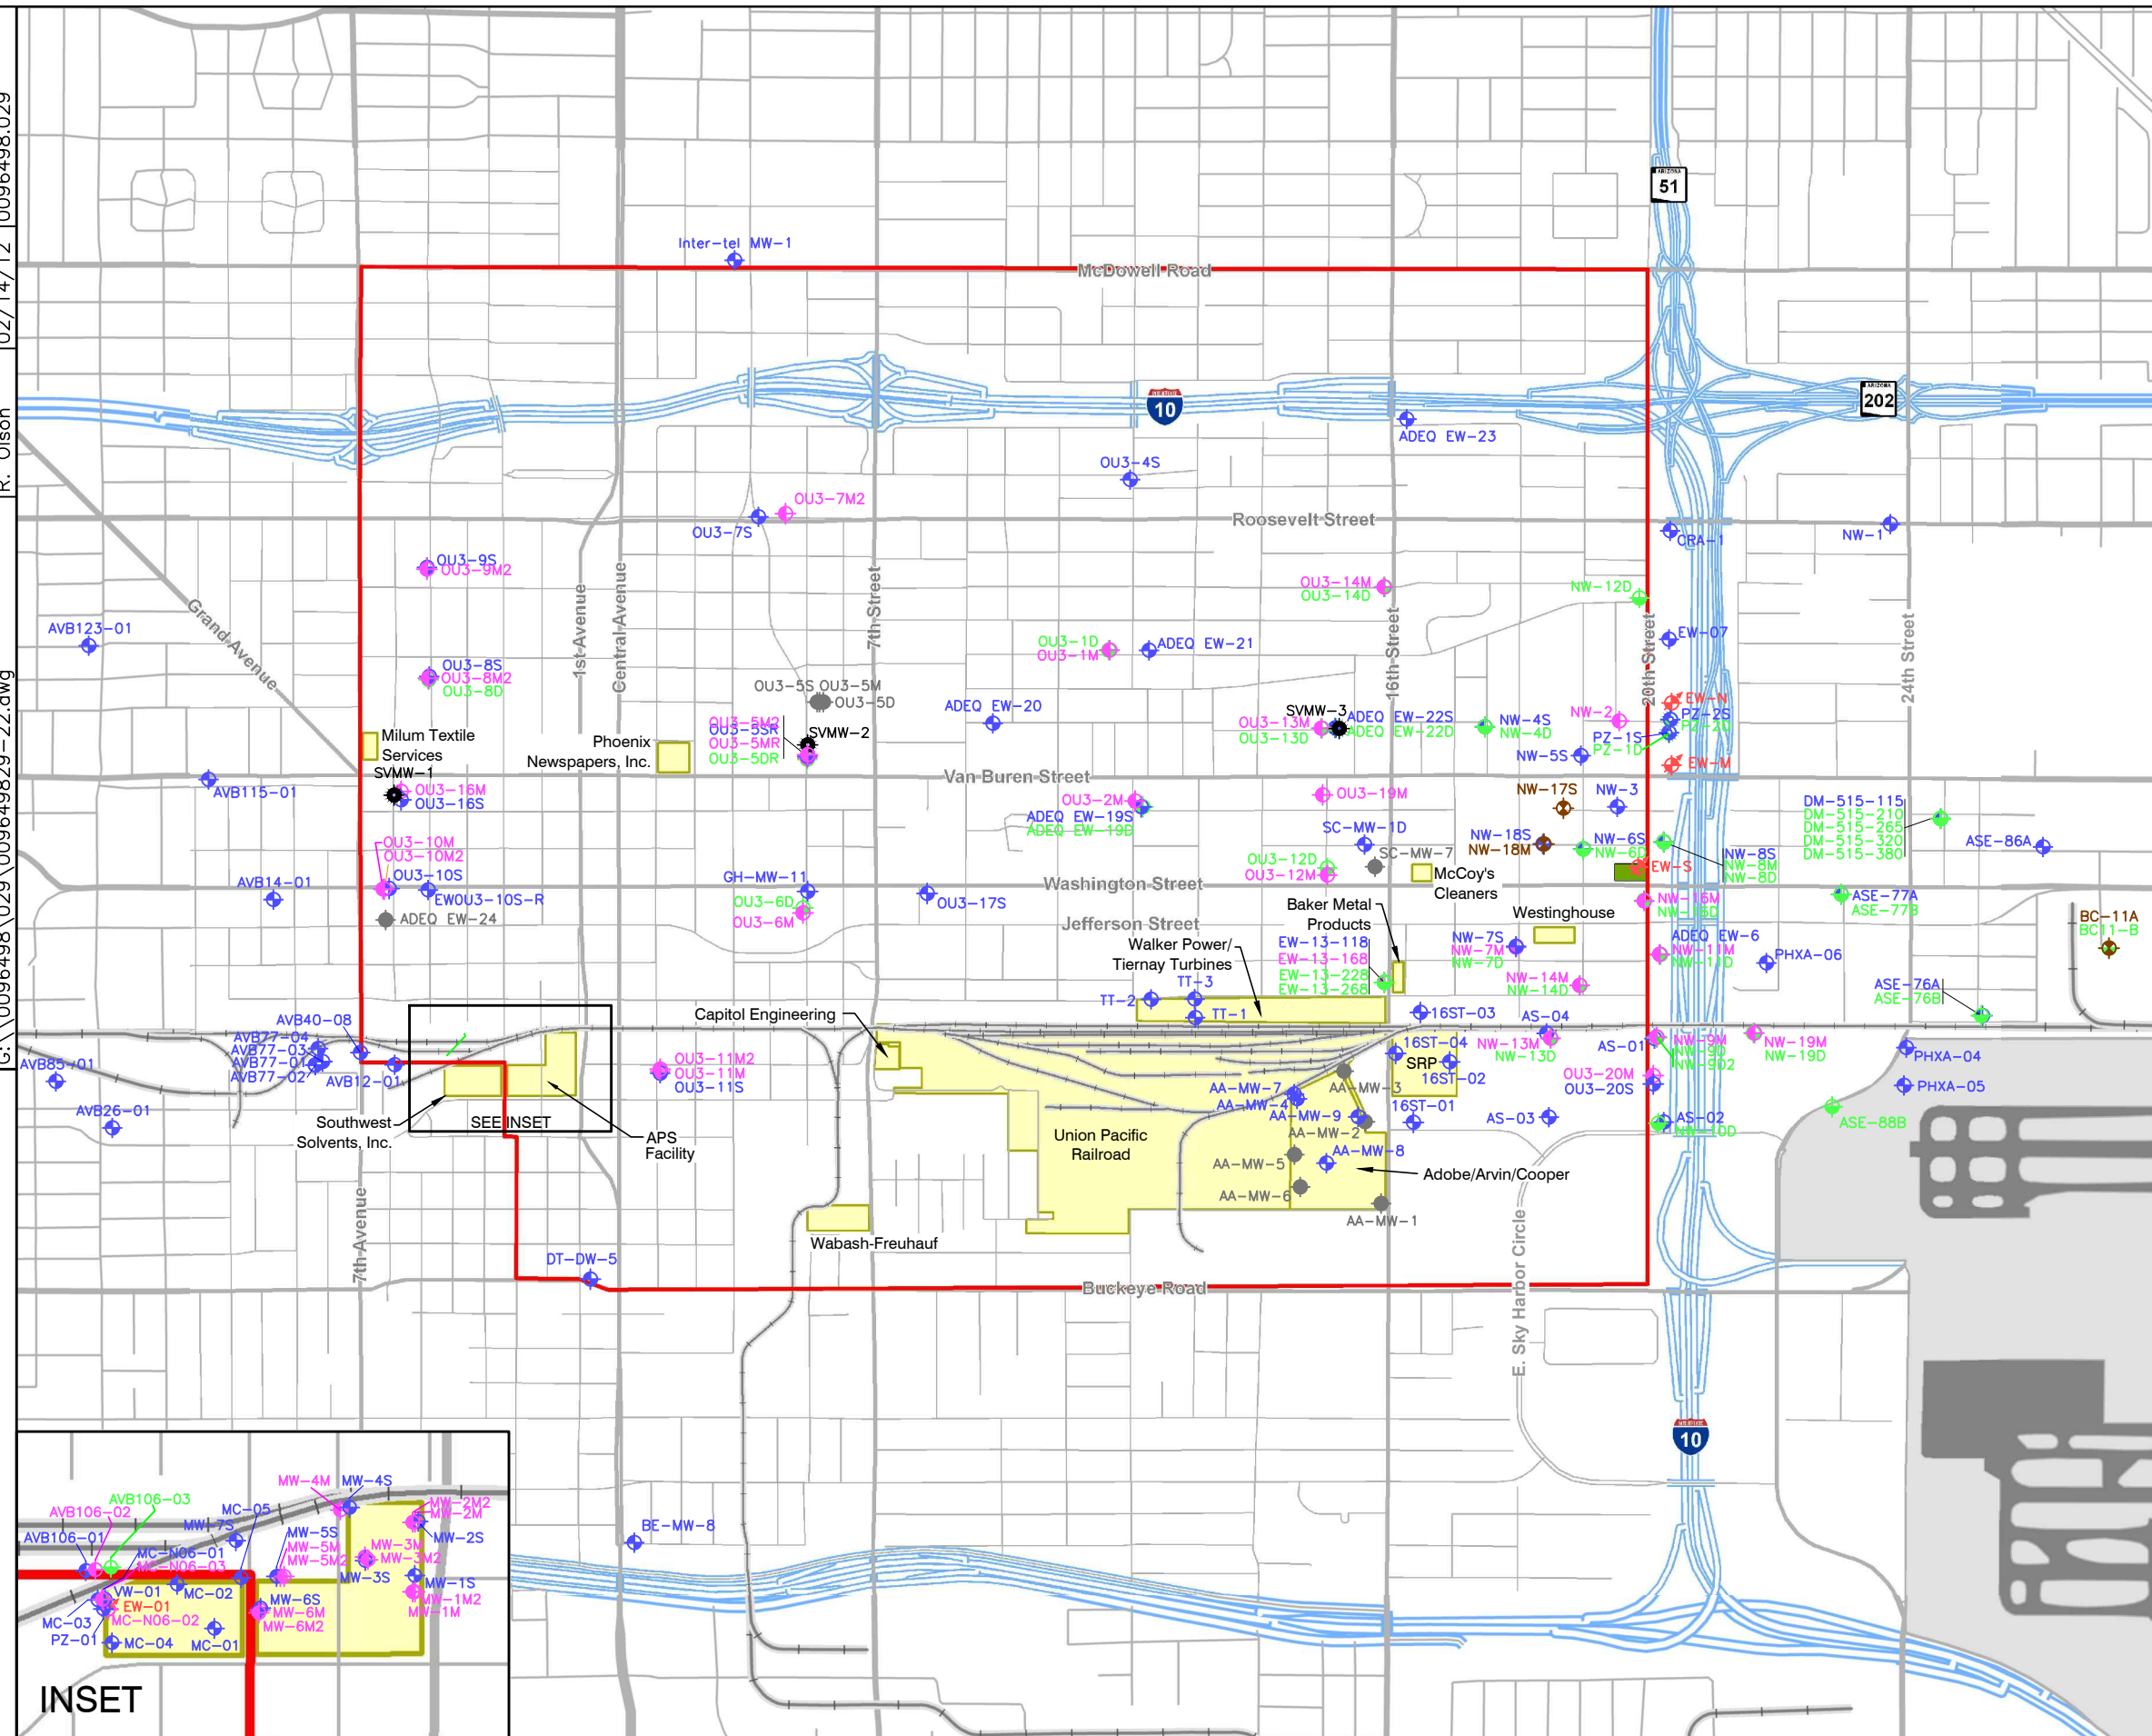 G:\0096498\029\009649829-22.dwg
R. Olson
02/14/12
0096498.029
ARIZONA
51
Inter-tel MW-1
McDowell Road
ARIZONA
202
10
ADEQ EW-23
OU3-4S
OU3-7M2
OU3-7S
Roosevelt Street
CRA-1
NW-1
OU3-9S
OU3-9M2
OU3-14M
OU3-14D
NW-12D
Grand Avenue
1st Avenue
Central Avenue
7th Street
16th Street
20th Street
24th Street
AVB123-01
OU3-1D
OU3-1M
ADEQ EW-21
EW-07
OU3-8S
OU3-8M2
OU3-8D
OU3-5S OU3-5M
OU3-5D
ADEQ EW-20
SVMW-3
OU3-13M
OU3-13D
ADEQ EW-22S
ADEQ EW-22D
NW-4S
NW-4D
NW-2
EW-N
PZ-2S
PZ-2D
PZ-1S
PZ-1D
EW-M
NW-5S
Milum Textile
Services
Phoenix
Newspapers, Inc.
OU3-5M2
OU3-5SR
OU3-5MR
OU3-5DR
SVMW-2
Van Buren Street
SVMW-1
OU3-16M
OU3-16S
AVB115-01
OU3-2M
ADEQ EW-19S
ADEQ EW-19D
OU3-19M
NW-17S
NW-3
SC-MW-1D
SC-MW-7
NW-18S
NW-18M
NW-6S
NW-6D
NW-8S
NW-8M
NW-8D
EW-S
DM-515-115
DM-515-210
DM-515-265
DM-515-320
DM-515-380
ASE-86A
OU3-10M
OU3-10M2
OU3-10S
EWOU3-10S-R
AVB14-01
ADEQ EW-24
GH-MW-11
OU3-6D
OU3-6M
OU3-17S
OU3-12D
OU3-12M
McCoy's
Cleaners
Washington Street
Jefferson Street
Baker Metal
Products
Westinghouse
NW-16M
NW-16D
ASE-77A
ASE-77B
BC-11A
BC11-B
Walker Power/
Tiernay Turbines
EW-13-118
EW-13-168
EW-13-228
EW-13-268
NW-7S
NW-7M
NW-7D
ADEQ EW-6
NW-11M
NW-11D
PHXA-06
NW-14M
NW-14D
ASE-76A
ASE-76B
TT-3
TT-2
TT-1
16ST-03
AS-04
Capitol Engineering
AVB40-08
AVB77-04
AVB77-03
AVB77-01
AVB77-02
AVB12-01
AVB85-01
AVB26-01
16ST-04
SRP
16ST-02
NW-13M
NW-13D
AS-01
NW-9M
NW-9D
NW-9D2
NW-19M
NW-19D
PHXA-04
PHXA-05
OU3-11M2
OU3-11M
OU3-11S
OU3-20M
OU3-20S
AA-MW-7
AA-MW-4
AA-MW-3
AA-MW-9
AA-MW-2
16ST-01
AS-03
AS-02
NW-10D
ASE-88B
Southwest
Solvents, Inc.
SEE INSET
APS
Facility
Union Pacific
Railroad
AA-MW-5
AA-MW-8
AA-MW-6
AA-MW-1
Adobe/Arvin/Cooper
7th Avenue
Wabash-Freuhauf
DT-DW-5
Buckeye Road
E. Sky Harbor Circle
10
BE-MW-8
MW-4M
MW-4S
AVB106-03
AVB106-02
AVB106-01
MC-05
MW-7S
MW-2M2
MW-2M
MW-2S
MW-5S
MW-5M
MW-5M2
MC-N06-01
MC-N06-03
MW-3M
MW-3M2
MW-3S
VW-01
MC-02
EW-01
MC-03
MC-N06-02
PZ-01
MC-04
MC-01
MW-6S
MW-6M
MW-6M2
MW-1S
MW-1M2
MW-1M
INSET